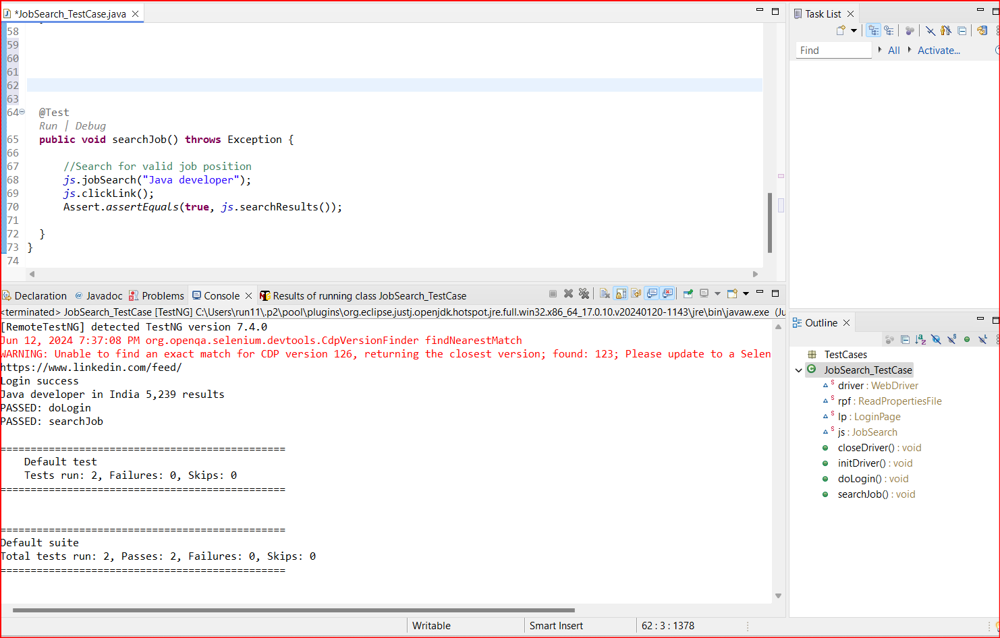 *JobSearch_TestCase.java
58
59
60
61
62
63
64 @Test
Run | Debug
65 public void searchJob() throws Exception {
66
67 //Search for valid job position
68 js.jobSearch("Java developer");
69 js.clickLink();
70 Assert.assertEquals(true, js.searchResults());
71
72 }
73 }
74
Task List
Find All Activate...
Declaration Javadoc Problems Console Results of running class JobSearch_TestCase
<terminated> JobSearch_TestCase [TestNG] C:\Users\run11\.p2\pool\plugins\org.eclipse.justj.openjdk.hotspot.jre.full.win32.x86_64_17.0.10.v20240120-1143\jre\bin\javaw.exe (Ju
[RemoteTestNG] detected TestNG version 7.4.0
Jun 12, 2024 7:37:08 PM org.openqa.selenium.devtools.CdpVersionFinder findNearestMatch
WARNING: Unable to find an exact match for CDP version 126, returning the closest version; found: 123; Please update to a Selen
https://www.linkedin.com/feed/
Login success
Java developer in India 5,239 results
PASSED: doLogin
PASSED: searchJob
===============================================
Default test
Tests run: 2, Failures: 0, Skips: 0
===============================================
===============================================
Default suite
Total tests run: 2, Passes: 2, Failures: 0, Skips: 0
===============================================
Outline
TestCases
JobSearch_TestCase
driver : WebDriver
rpf : ReadPropertiesFile
lp : LoginPage
js : JobSearch
closeDriver() : void
initDriver() : void
doLogin() : void
searchJob() : void
Writable Smart Insert 62 : 3 : 1378